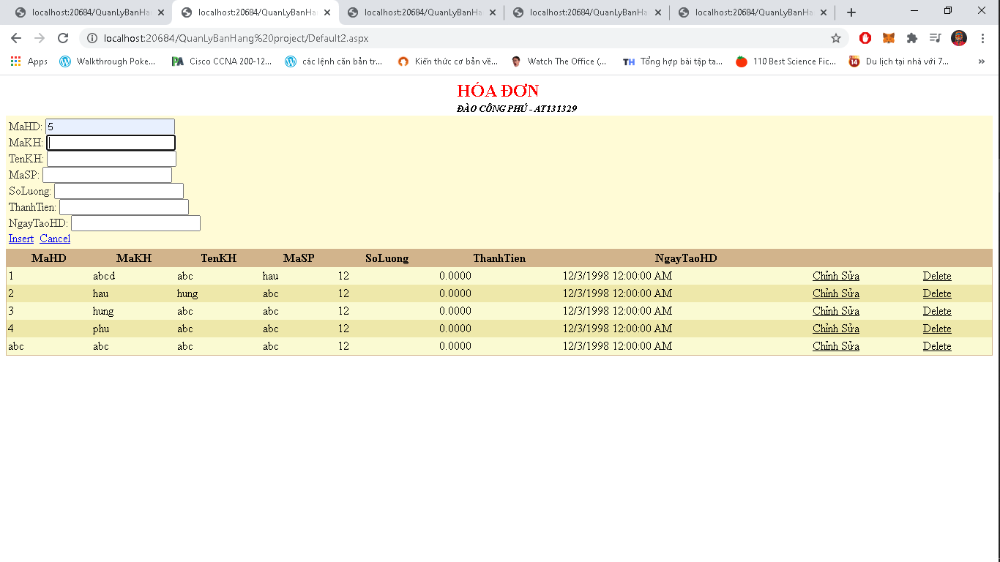 localhost:20684/QuanLyBanHa localhost:20684/QuanLyBanHa localhost:20684/QuanLyBanHa localhost:20684/QuanLyBanHa localhost:20684/QuanLyBanHa
localhost:20684/QuanLyBanHang%20project/Default2.aspx
Apps Walkthrough Poke... Cisco CCNA 200-12... các lệnh căn bản tr... Kiến thức cơ bản về... Watch The Office (... TH Tổng hợp bài tập ta... 110 Best Science Fic... 14 Du lịch tại nhà với 7... »
HÓA ĐƠN
ĐÀO CÔNG PHÚ - AT131329
MaHD: 5
MaKH:
TenKH:
MaSP:
SoLuong:
ThanhTien:
NgayTaoHD:
Insert Cancel
MaHD MaKH TenKH MaSP SoLuong ThanhTien NgayTaoHD
1 abcd abc hau 12 0.0000 12/3/1998 12:00:00 AM Chỉnh Sửa Delete
2 hau hung abc 12 0.0000 12/3/1998 12:00:00 AM Chỉnh Sửa Delete
3 hung abc abc 12 0.0000 12/3/1998 12:00:00 AM Chỉnh Sửa Delete
4 phu abc abc 12 0.0000 12/3/1998 12:00:00 AM Chỉnh Sửa Delete
abc abc abc abc 12 0.0000 12/3/1998 12:00:00 AM Chỉnh Sửa Delete